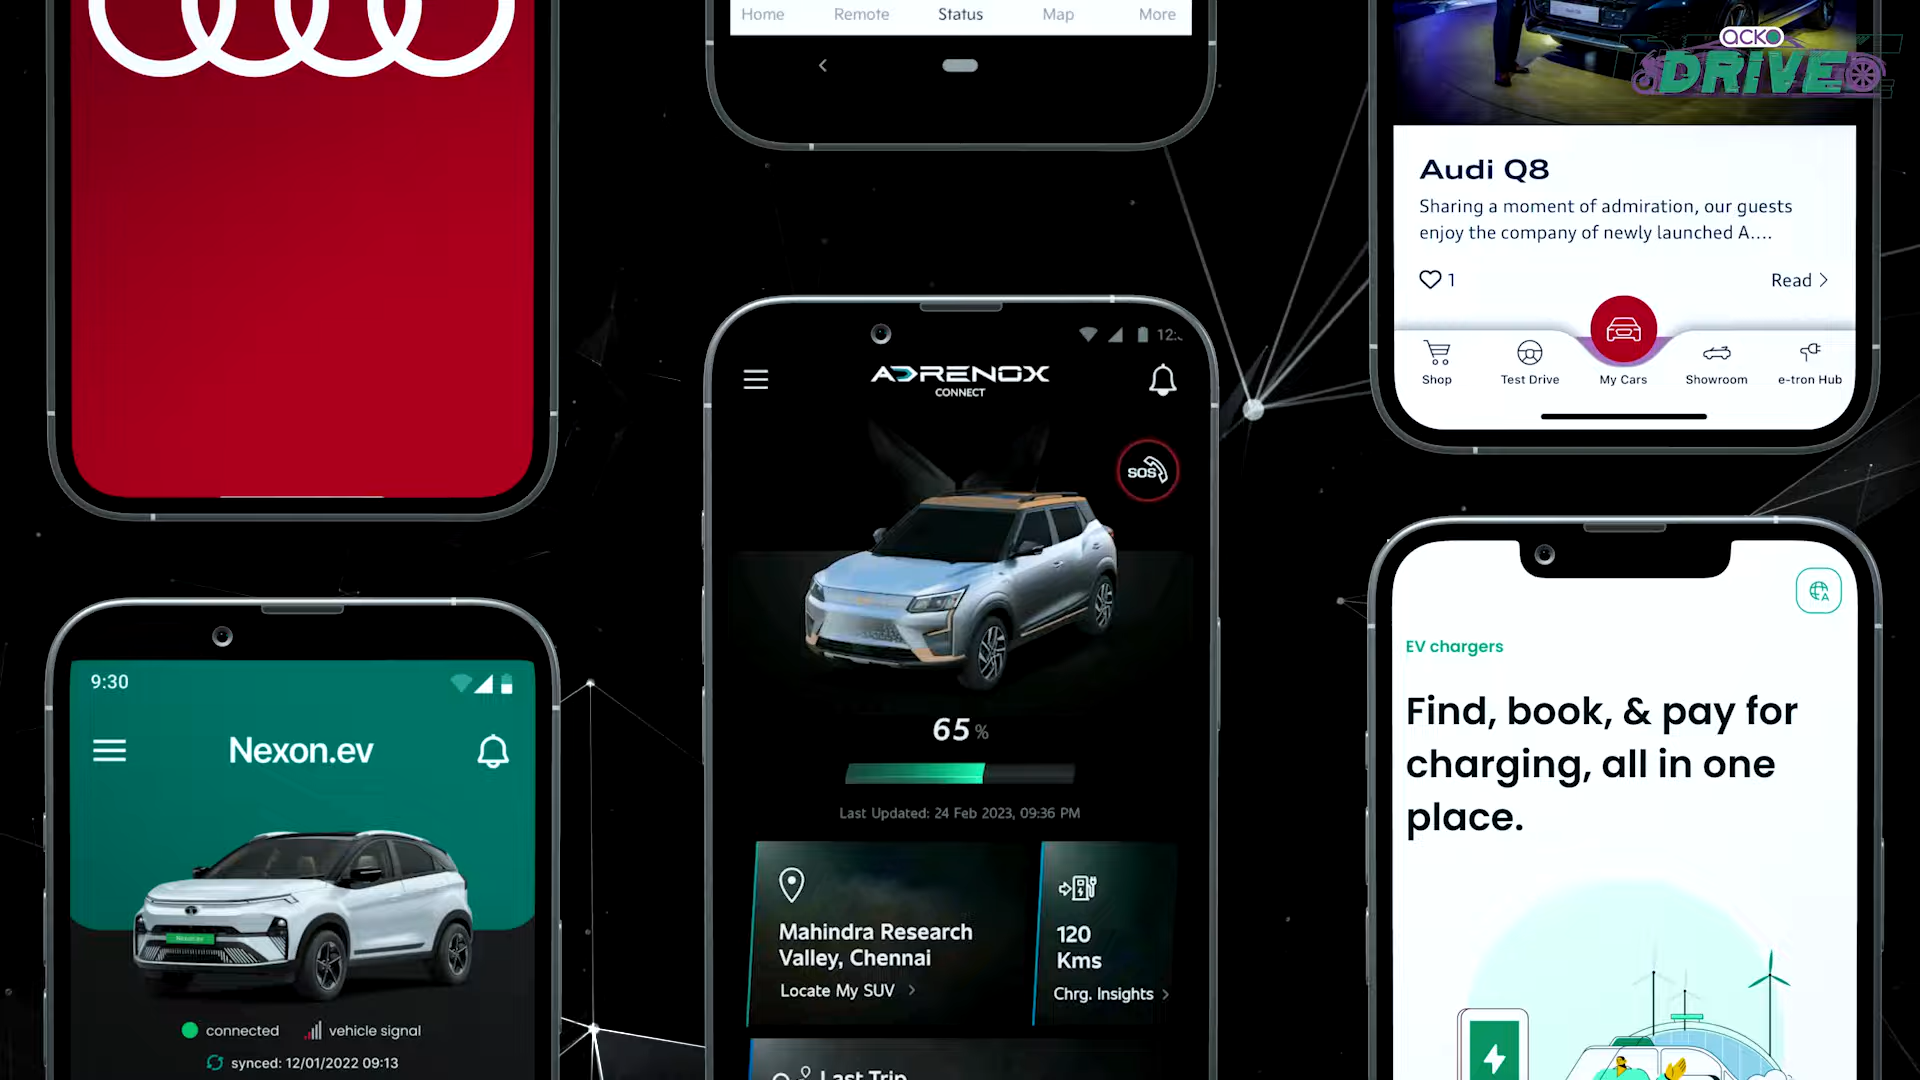 Home Remote Status Map More
acko
DRIVE
Audi Q8
Sharing a moment of admiration, our guests
enjoy the company of newly launched A....
1
Read
Shop Test Drive My Cars Showroom e-tron Hub
12:
ADRENOX
CONNECT
SOS
65 %
Last Updated: 24 Feb 2023, 09:36 PM
Mahindra Research
Valley, Chennai
Locate My SUV
120
Kms
Chrg. Insights
Last Trip
9:30
Nexon.ev
Nexon.ev
connected
vehicle signal
synced: 12/01/2022 09:13
A
EV chargers
Find, book, & pay for
charging, all in one
place.